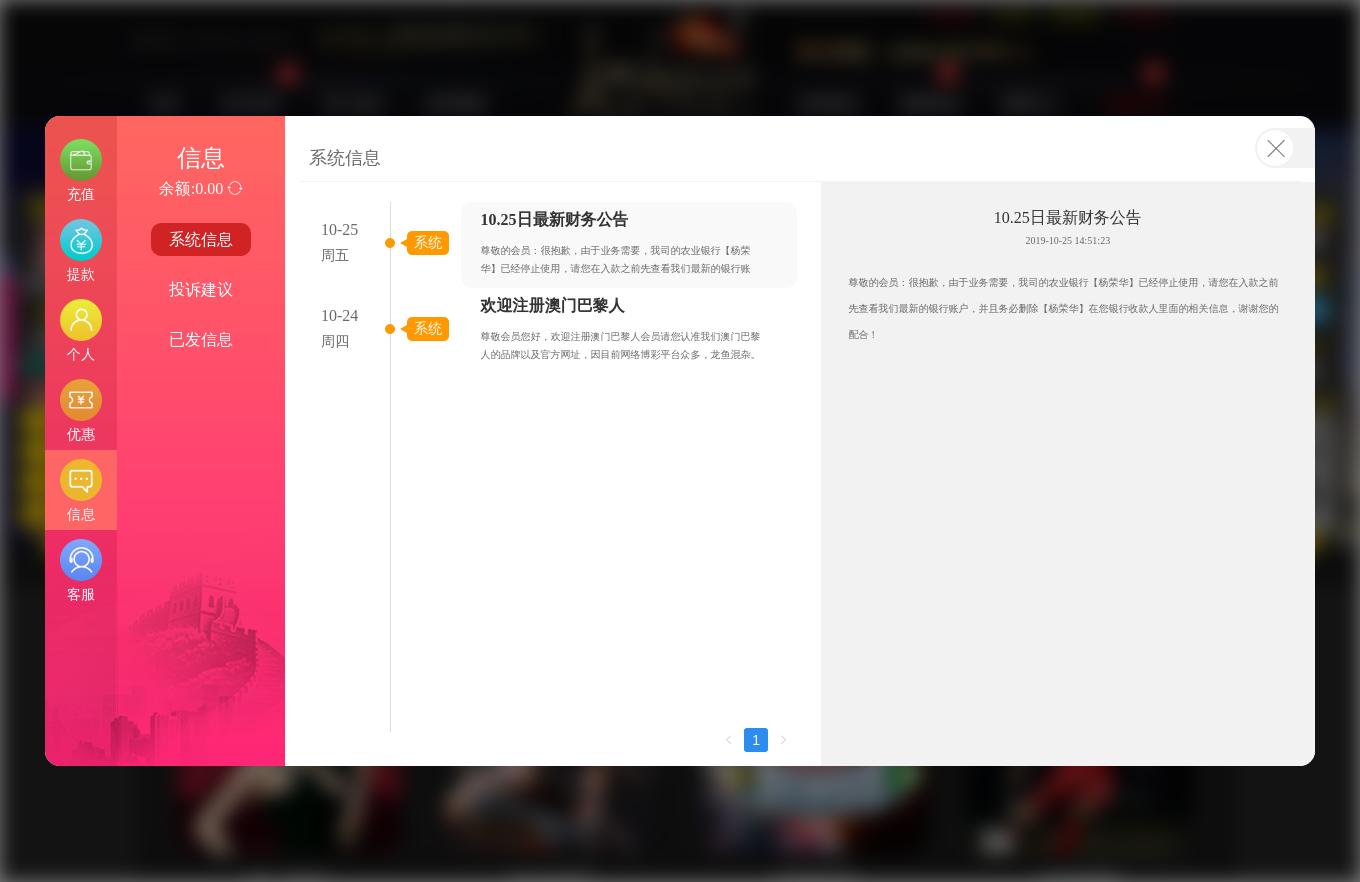 充值
提款
个人
优惠
信息
客服
信息
余额:0.00
系统信息
投诉建议
已发信息
系统信息
10-25
周五
系统
10.25日最新财务公告
尊敬的会员：很抱歉，由于业务需要，我司的农业银行【杨荣
华】已经停止使用，请您在入款之前先查看我们最新的银行账
10-24
周四
系统
欢迎注册澳门巴黎人
尊敬会员您好，欢迎注册澳门巴黎人会员请您认准我们澳门巴黎
人的品牌以及官方网址，因目前网络博彩平台众多，龙鱼混杂。
1
10.25日最新财务公告
2019-10-25 14:51:23
尊敬的会员：很抱歉，由于业务需要，我司的农业银行【杨荣华】已经停止使用，请您在入款之前
先查看我们最新的银行账户，并且务必删除【杨荣华】在您银行收款人里面的相关信息，谢谢您的
配合！